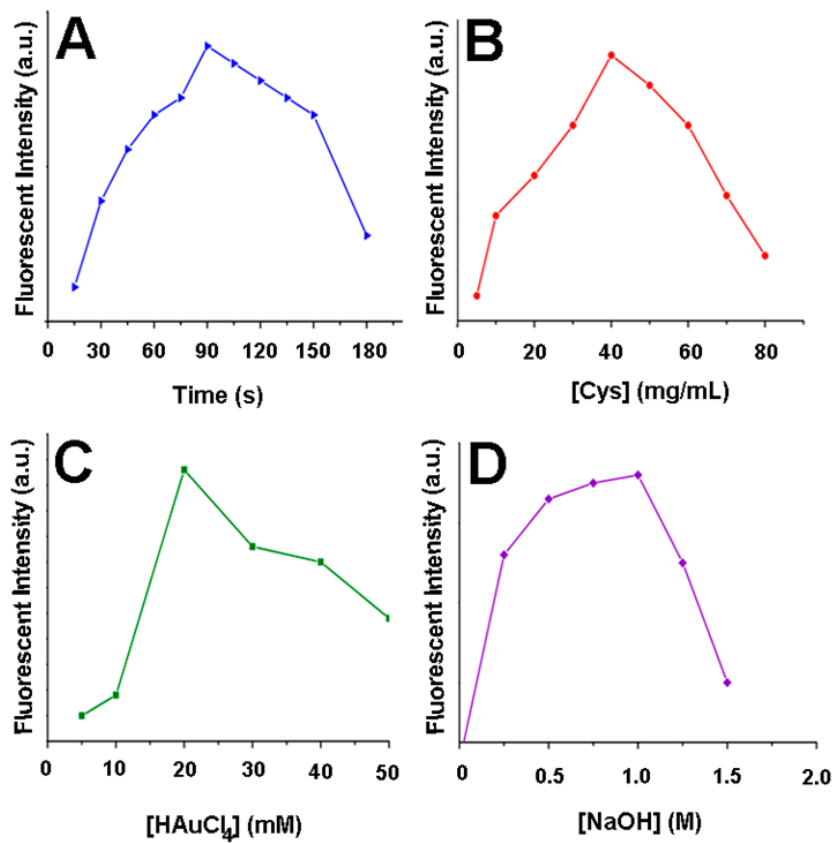 A
Fluorescent Intensity (a.u.)
0 30 60 90 120 150 180
Time (s)
B
Fluorescent Intensity (a.u.)
0 20 40 60 80
[Cys] (mg/mL)
C
Fluorescent Intensity (a.u.)
0 10 20 30 40 50
[HAuCl₄] (mM)
D
Fluorescent Intensity (a.u.)
0 0.5 1.0 1.5 2.0
[NaOH] (M)